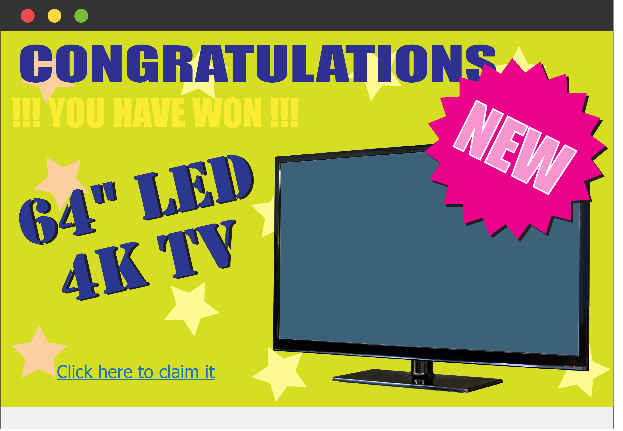 CONGRATULATIONS
!!! YOU HAVE WON !!!
NEW
64" LED
4K TV
Click here to claim it